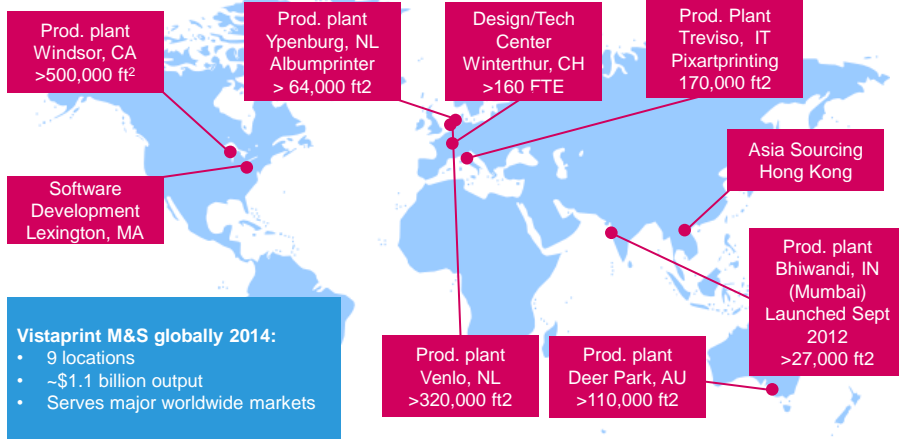 Prod. plant
Windsor, CA
>500,000 ft²
Prod. plant
Ypenburg, NL
Albumprinter
> 64,000 ft2
Design/Tech
Center
Winterthur, CH
>160 FTE
Prod. Plant
Treviso, IT
Pixartprinting
170,000 ft2
Software
Development
Lexington, MA
Asia Sourcing
Hong Kong
Prod. plant
Bhiwandi, IN
(Mumbai)
Launched Sept
2012
>27,000 ft2
Vistaprint M&S globally 2014:
• 9 locations
• ~$1.1 billion output
• Serves major worldwide markets
Prod. plant
Venlo, NL
>320,000 ft2
Prod. plant
Deer Park, AU
>110,000 ft2